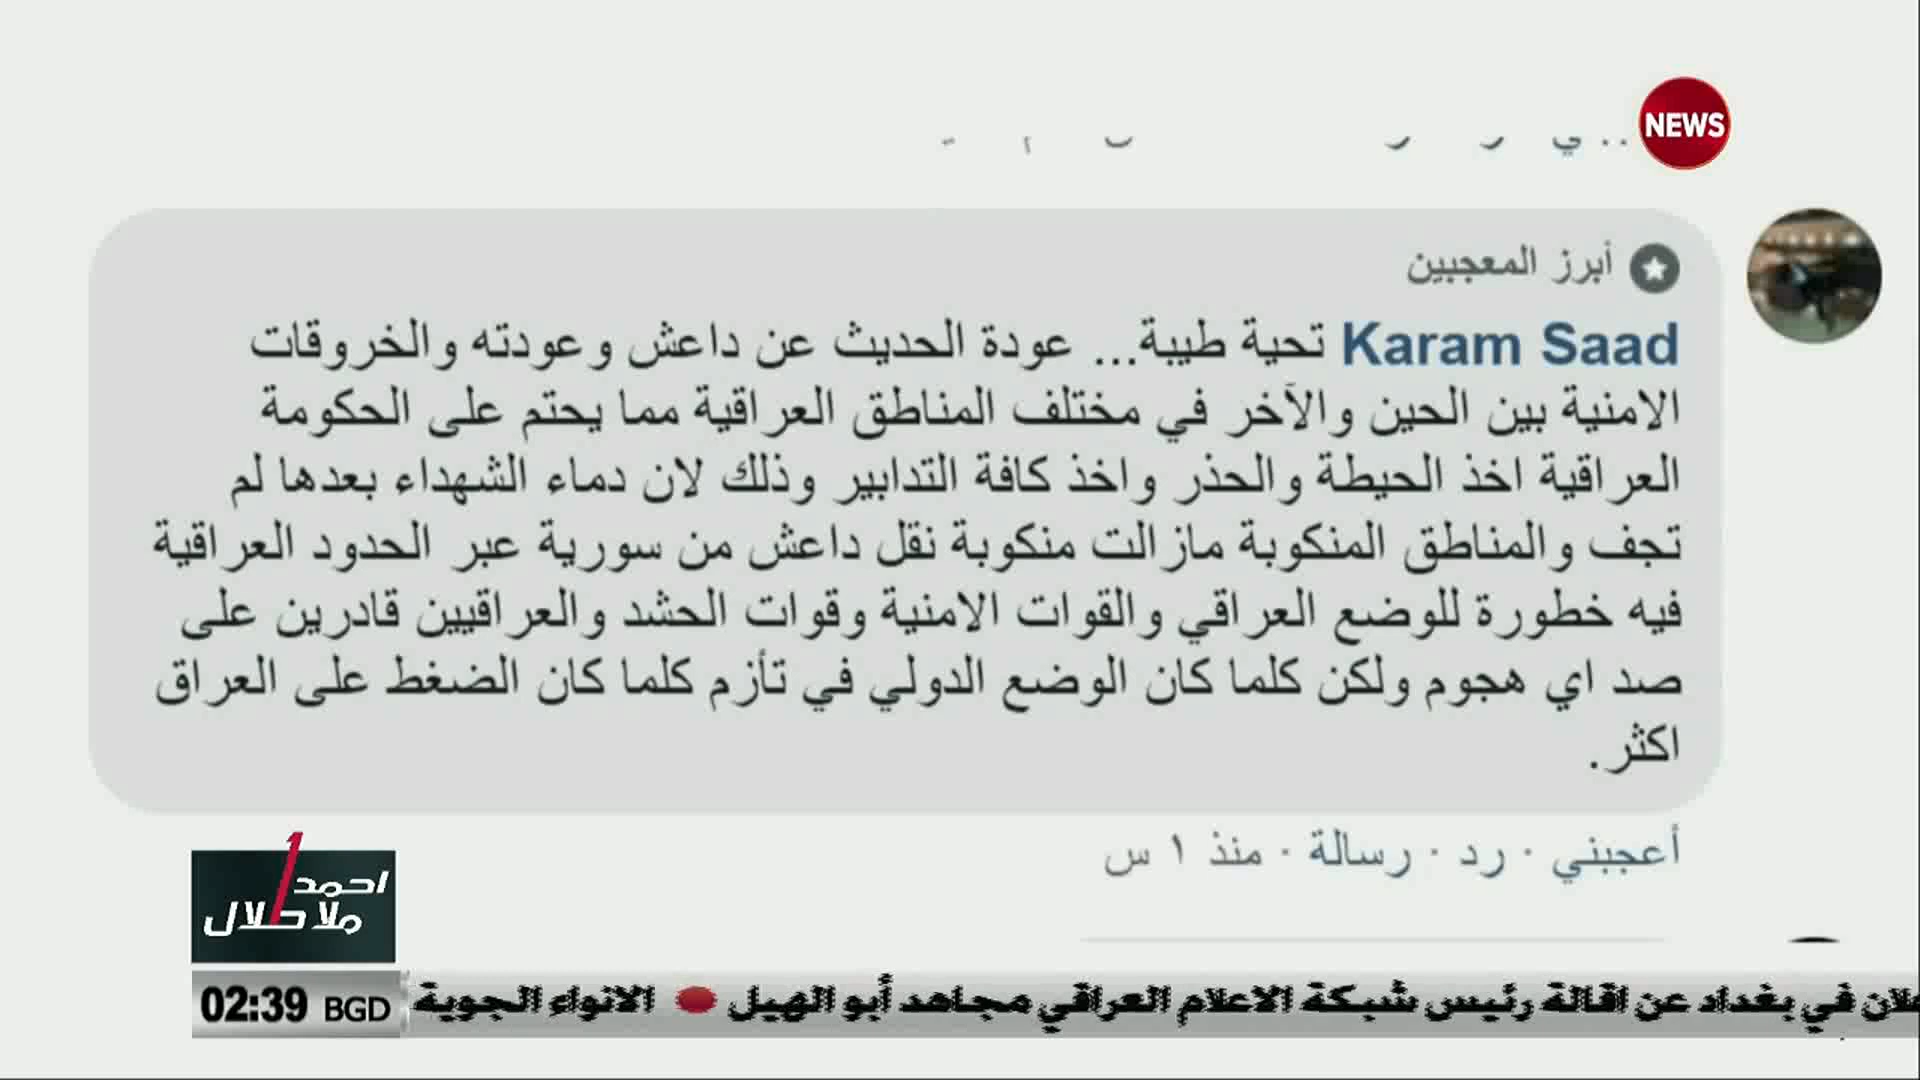 NEWS
أبرز المعجبين
Karam Saad تحية طيبة... عودة الحديث عن داعش وعودته والخروقات
الامنية بين الحين والآخر في مختلف المناطق العراقية مما يحتم على الحكومة
العراقية اخذ الحيطة والحذر واخذ كافة التدابير وذلك لان دماء الشهداء بعدها لم
تجف والمناطق المنكوبة مازالت منكوبة نقل داعش من سورية عبر الحدود العراقية
فيه خطورة للوضع العراقي والقوات الامنية وقوات الحشد والعراقيين قادرين على
صد اي هجوم ولكن كلما كان الوضع الدولي في تأزم كلما كان الضغط على العراق
اكثر.
أعجبني · رد · رسالة · منذ ١ س
احمد
ملا طلال
في بغداد عن اقالة رئيس شبكة الاعلام العراقي مجاهد أبو الهيل الانواء الجوية
02:39 BGD